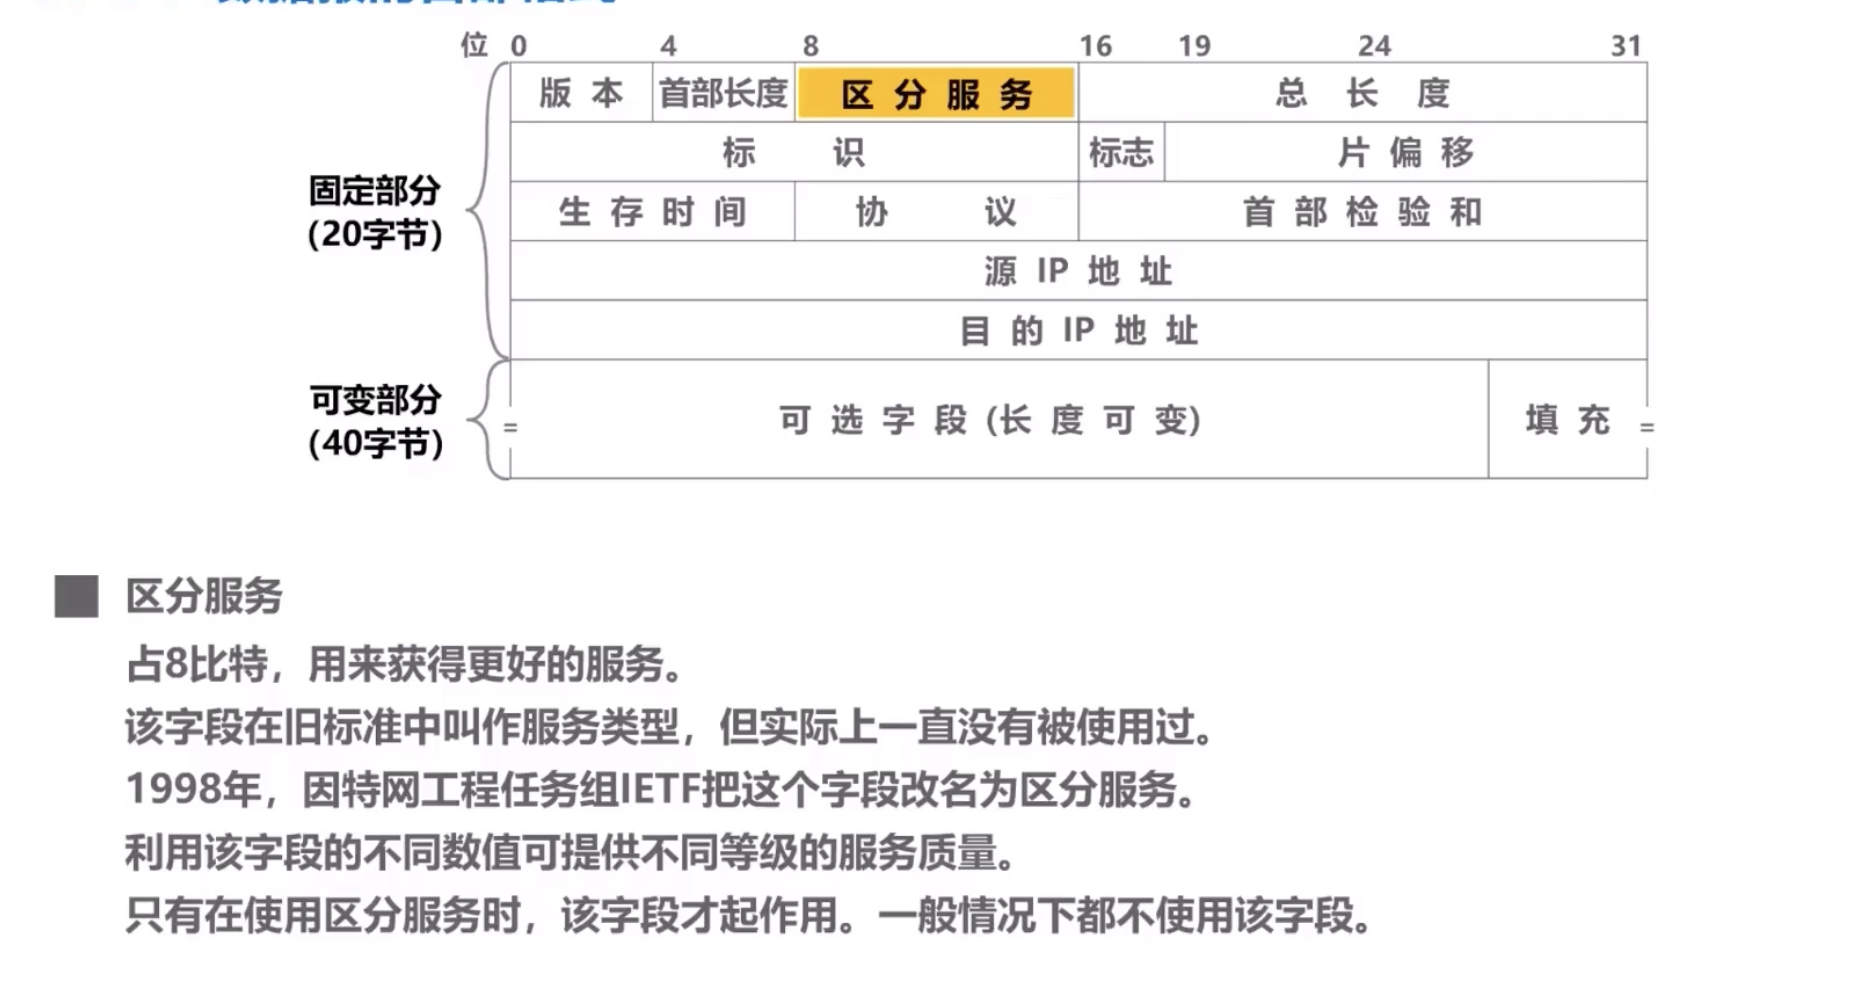 位 0 4 8 16 19 24 31
版 本 首部长度 区 分 服 务 总 长 度
标 识 标志 片 偏 移
固定部分
(20字节)
生 存 时 间 协 议 首 部 检 验 和
源 IP 地 址
目 的 IP 地 址
可变部分
(40字节)
= 可 选 字 段 (长 度 可 变) 填 充 =
区分服务
占8比特，用来获得更好的服务。
该字段在旧标准中叫作服务类型，但实际上一直没有被使用过。
1998年，因特网工程任务组IETF把这个字段改名为区分服务。
利用该字段的不同数值可提供不同等级的服务质量。
只有在使用区分服务时，该字段才起作用。一般情况下都不使用该字段。